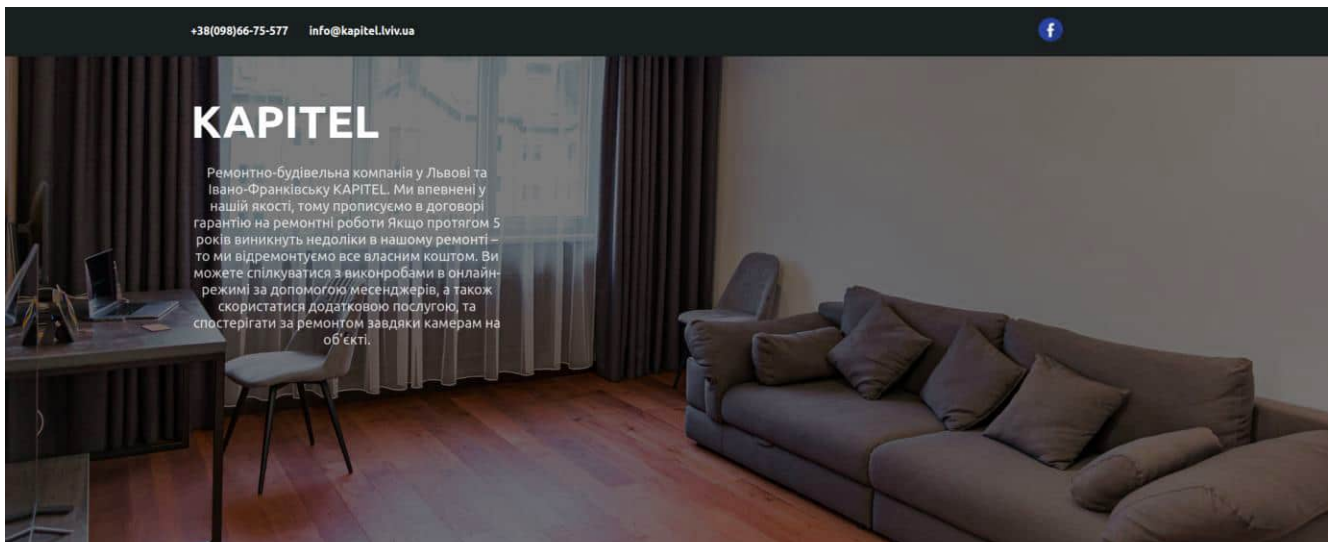 +38(098)66-75-577 info@kapitel.lviv.ua
KAPITEL
Ремонтно-будівельна компанія у Львові та
Івано-Франківську KAPITEL. Ми впевнені у
нашій якості, тому прописуємо в договорі
гарантію на ремонтні роботи Якщо протягом 5
років виникнуть недоліки в нашому ремонті –
то ми відремонтуємо все власним коштом. Ви
можете спілкуватися з виконробами в онлайн-
режимі за допомогою месенджерів, а також
скористатися додатковою послугою, та
спостерігати за ремонтом завдяки камерам на
об'єкті.